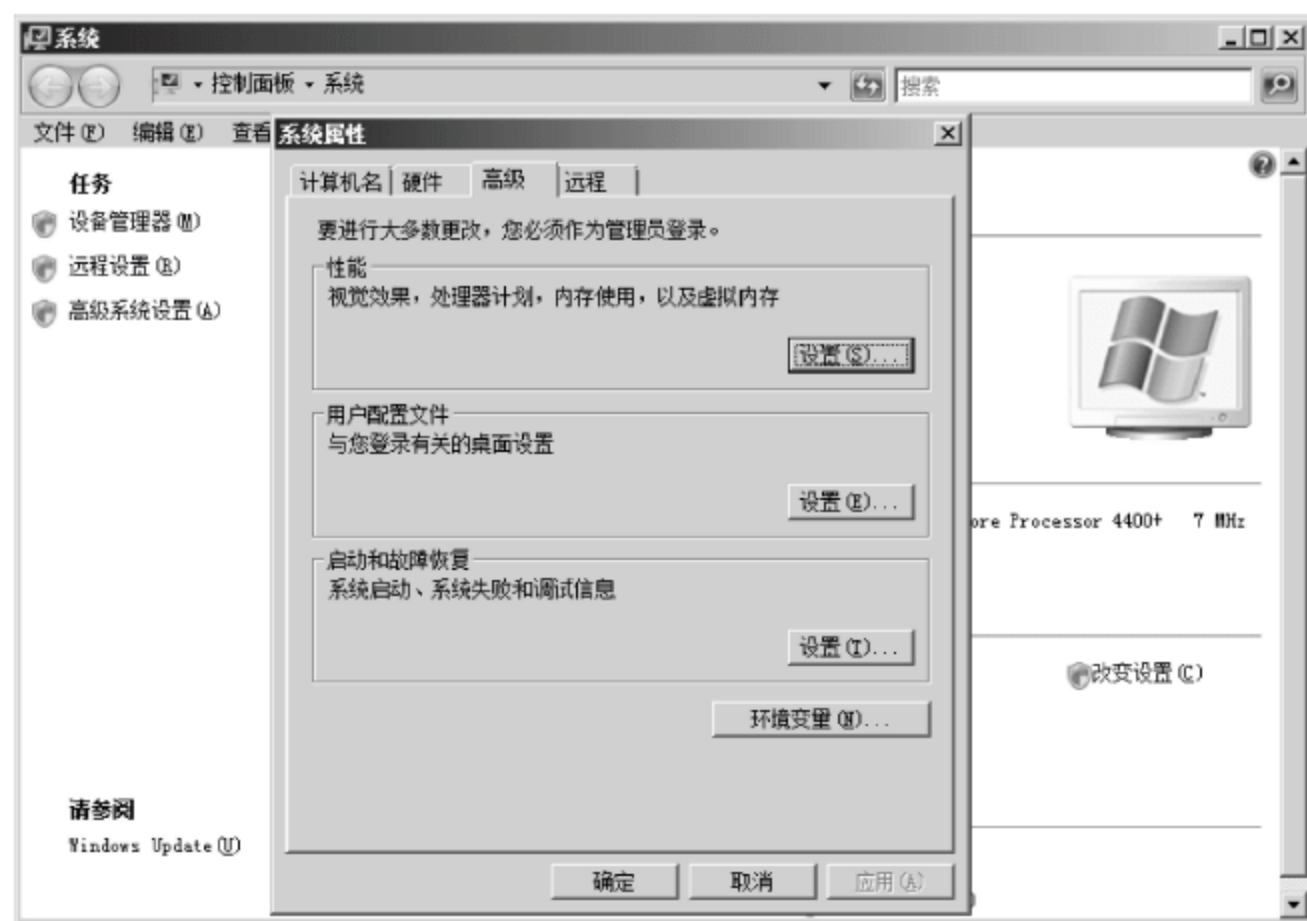 系统
控制面板 系统
搜索
文件(F) 编辑(E) 查看
任务
设备管理器(M)
远程设置(R)
高级系统设置(A)
请参阅
Windows Update(U)
系统属性
计算机名 硬件 高级 远程
要进行大多数更改，您必须作为管理员登录。
性能
视觉效果，处理器计划，内存使用，以及虚拟内存
设置(S)...
用户配置文件
与您登录有关的桌面设置
设置(E)...
启动和故障恢复
系统启动、系统失败和调试信息
设置(T)...
环境变量(N)...
确定 取消 应用(A)
ore Processor 4400+ 7 MHz
改变设置(C)